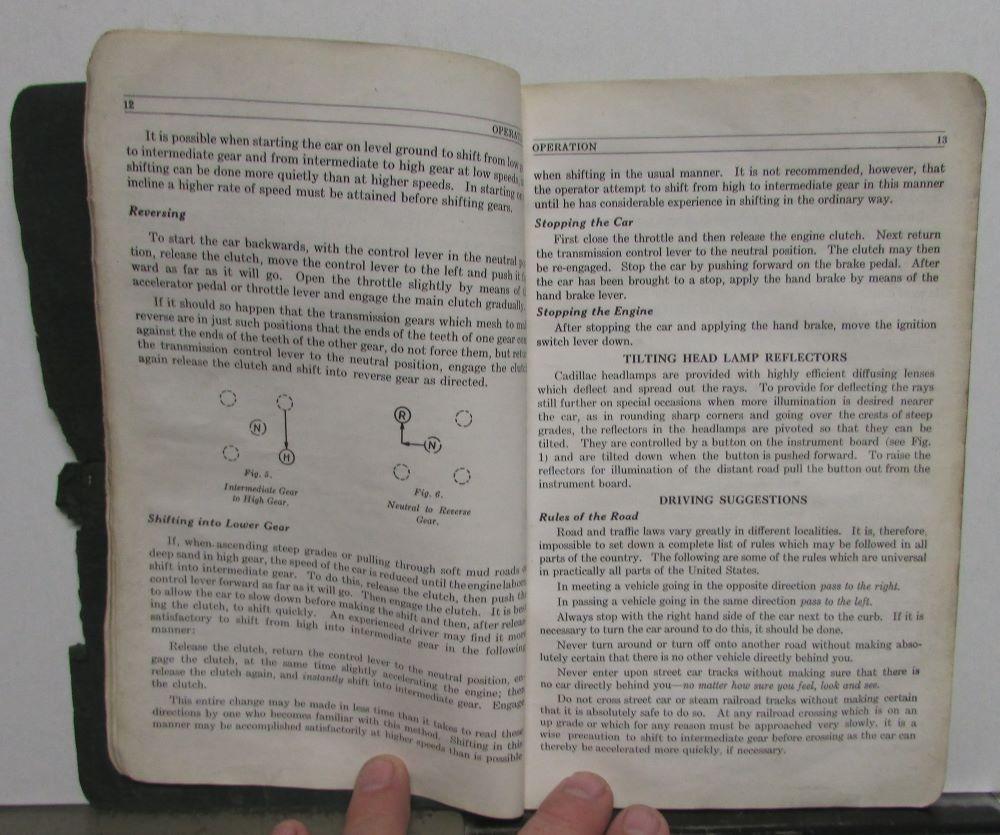 12
OPERAT
It is possible when starting the car on level ground to shift from low
to intermediate gear and from intermediate to high gear at low speeds,
shifting can be done more quietly than at higher speeds. In starting
incline a higher rate of speed must be attained before shifting gears.
Reversing
To start the car backwards, with the control lever in the neutral
tion, release the clutch, move the control lever to the left and push it
ward as far as it will go. Open the throttle slightly by means of
accelerator pedal or throttle lever and engage the main clutch gradually.
If it should so happen that the transmission gears which mesh to
reverse are in just such positions that the ends of the teeth of one gear
against the ends of the teeth of the other gear, do not force them, but
the transmission control lever to the neutral position, engage the
again release the clutch and shift into reverse gear as directed.
N
H
Fig. 5.
Intermediate Gear
to High Gear.
R
N
Fig. 6.
Neutral to Reverse
Gear.
Shifting into Lower Gear
If, when ascending steep grades or pulling through soft mud roads
deep sand in high gear, the speed of the car is reduced until the engine labors
shift into intermediate gear. To do this, release the clutch, then push
control lever forward as far as it will go. Then engage the clutch. It is best
to allow the car to slow down before making the shift and then, after
ing the clutch, to shift quickly. An experienced driver may find it more
satisfactory to shift from high into intermediate gear in the following
manner:
Release the clutch, return the control lever to the neutral position, en-
gage the clutch, at the same time slightly accelerating the engine; then
release the clutch again, and instantly shift into intermediate gear. Engage
the clutch.
This entire change may be made in less time than it takes to read these
directions by one who becomes familiar with this method. Shifting in this
manner may be accomplished satisfactorily at higher speeds than is possible
OPERATION
13
when shifting in the usual manner. It is not recommended, however, that
the operator attempt to shift from high to intermediate gear in this manner
until he has considerable experience in shifting in the ordinary way.
Stopping the Car
First close the throttle and then release the engine clutch. Next return
the transmission control lever to the neutral position. The clutch may then
be re-engaged. Stop the car by pushing forward on the brake pedal. After
the car has been brought to a stop, apply the hand brake by means of the
hand brake lever.
Stopping the Engine
After stopping the car and applying the hand brake, move the ignition
switch lever down.
TILTING HEAD LAMP REFLECTORS
Cadillac headlamps are provided with highly efficient diffusing lenses
which deflect and spread out the rays. To provide for deflecting the rays
still further on special occasions when more illumination is desired nearer
the car, as in rounding sharp corners and going over the crests of steep
grades, the reflectors in the headlamps are pivoted so that they can be
tilted. They are controlled by a button on the instrument board (see Fig.
1) and are tilted down when the button is pushed forward. To raise the
reflectors for illumination of the distant road pull the button out from the
instrument board.
DRIVING SUGGESTIONS
Rules of the Road
Road and traffic laws vary greatly in different localities. It is, therefore,
impossible to set down a complete list of rules which may be followed in all
parts of the country. The following are some of the rules which are universal
in practically all parts of the United States.
In meeting a vehicle going in the opposite direction pass to the right.
In passing a vehicle going in the same direction pass to the left.
Always stop with the right hand side of the car next to the curb. If it is
necessary to turn the car around to do this, it should be done.
Never turn around or turn off onto another road without making abso-
lutely certain that there is no other vehicle directly behind you.
Never enter upon street car tracks without making sure that there is
no car directly behind you—no matter how sure you feel, look and see.
Do not cross street car or steam railroad tracks without making certain
that it is absolutely safe to do so. At any railroad crossing which is on an
up grade or which for any reason must be approached very slowly, it is a
wise precaution to shift to intermediate gear before crossing as the car can
thereby be accelerated more quickly, if necessary.